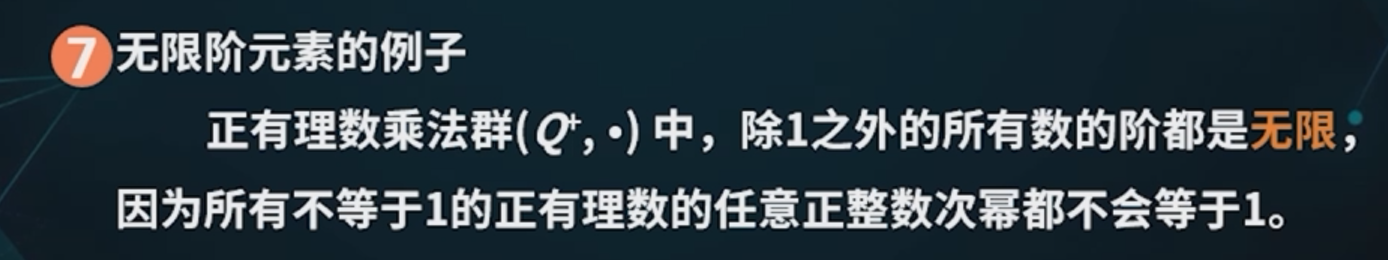 7 无限阶元素的例子
正有理数乘法群(Q⁺, •) 中，除1之外的所有数的阶都是无限，
因为所有不等于1的正有理数的任意正整数次幂都不会等于1。